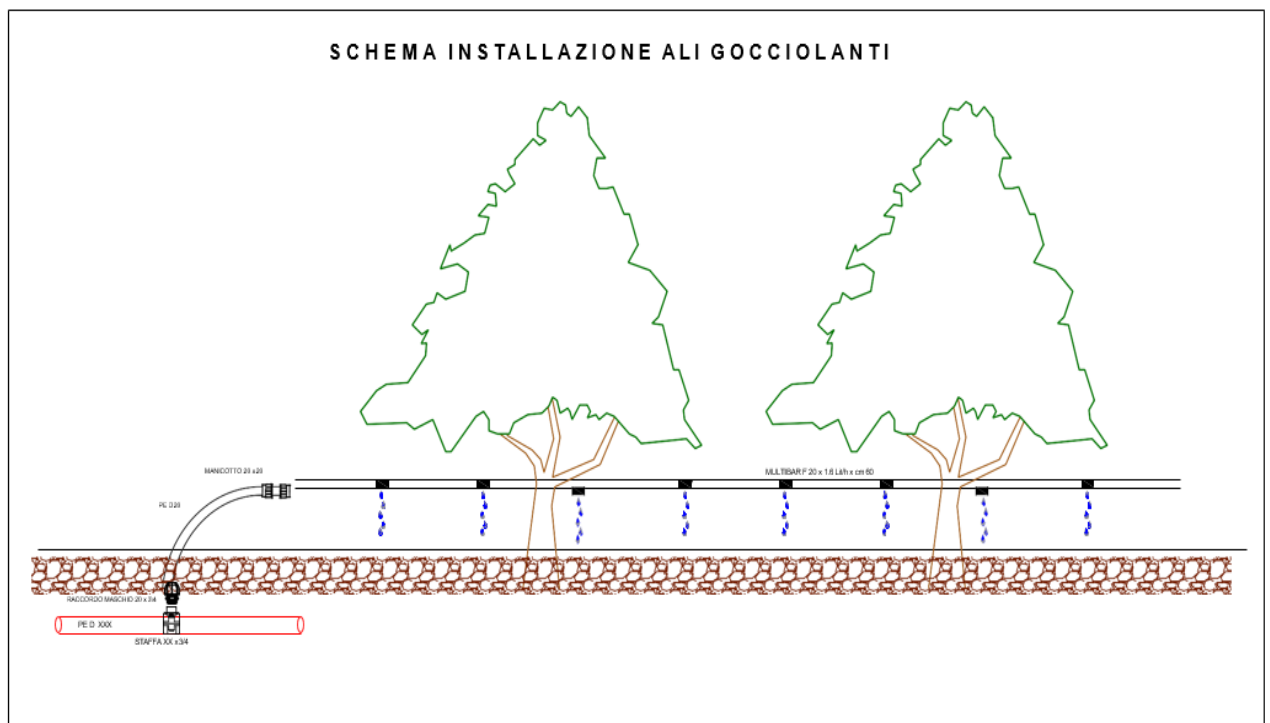 SCHEMA INSTALLAZIONE ALI GOCCIOLANTI
MANICOTTO 20 x20
MULTIBAR F 20 x 1.6 Lit/h x cm 60
PE D20
RACCORDO MASCHIO 20 x 3/4
PE D XXX
STAFFA XX x3/4